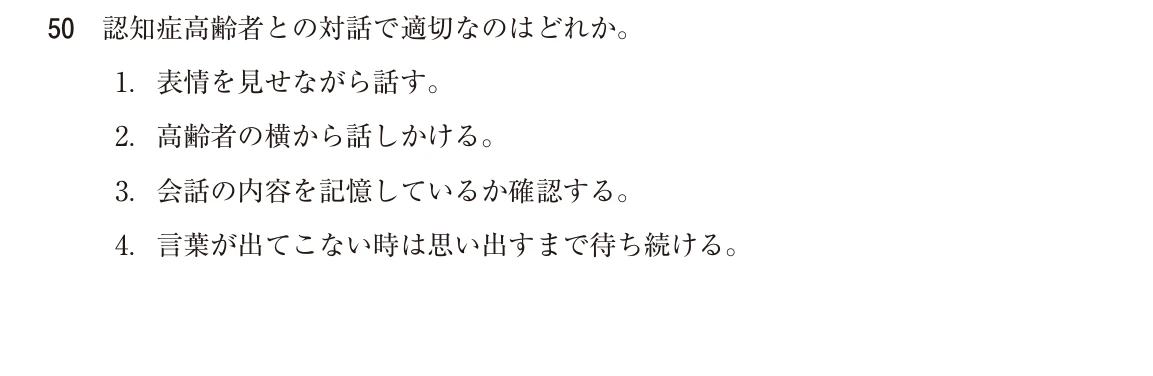 50 認知症高齢者との対話で適切なのはどれか。
1. 表情を見せながら話す。
2. 高齢者の横から話しかける。
3. 会話の内容を記憶しているか確認する。
4. 言葉が出てこない時は思い出すまで待ち続ける。